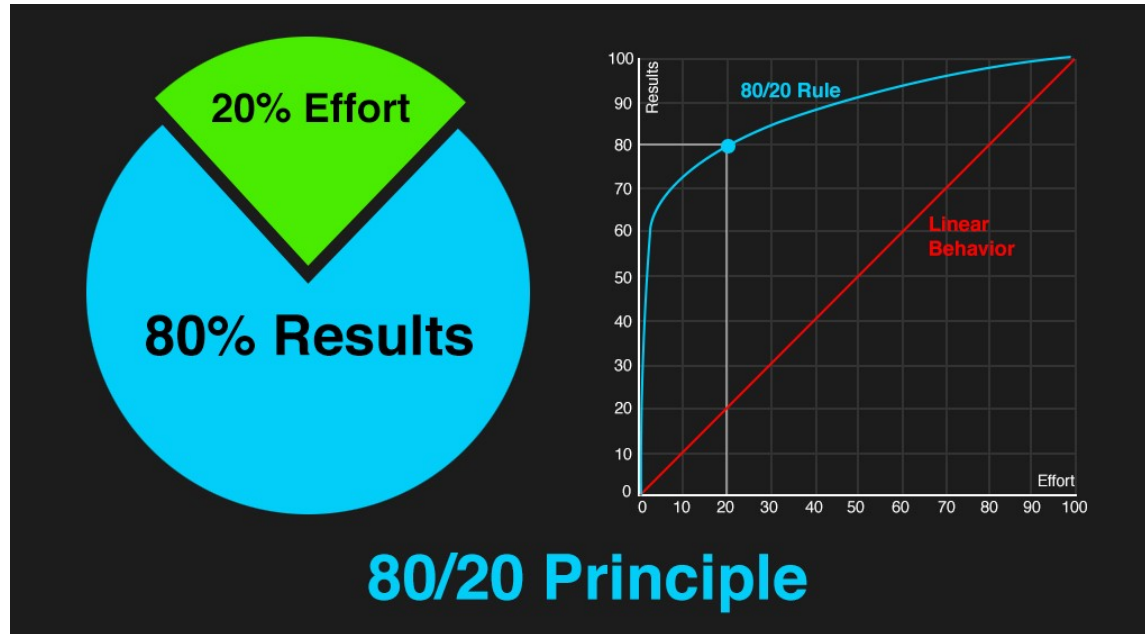 20% Effort
80% Results
Results
100
90
80
70
60
50
40
30
20
10
0
80/20 Rule
Linear
Behavior
Effort
0 10 20 30 40 50 60 70 80 90 100
80/20 Principle